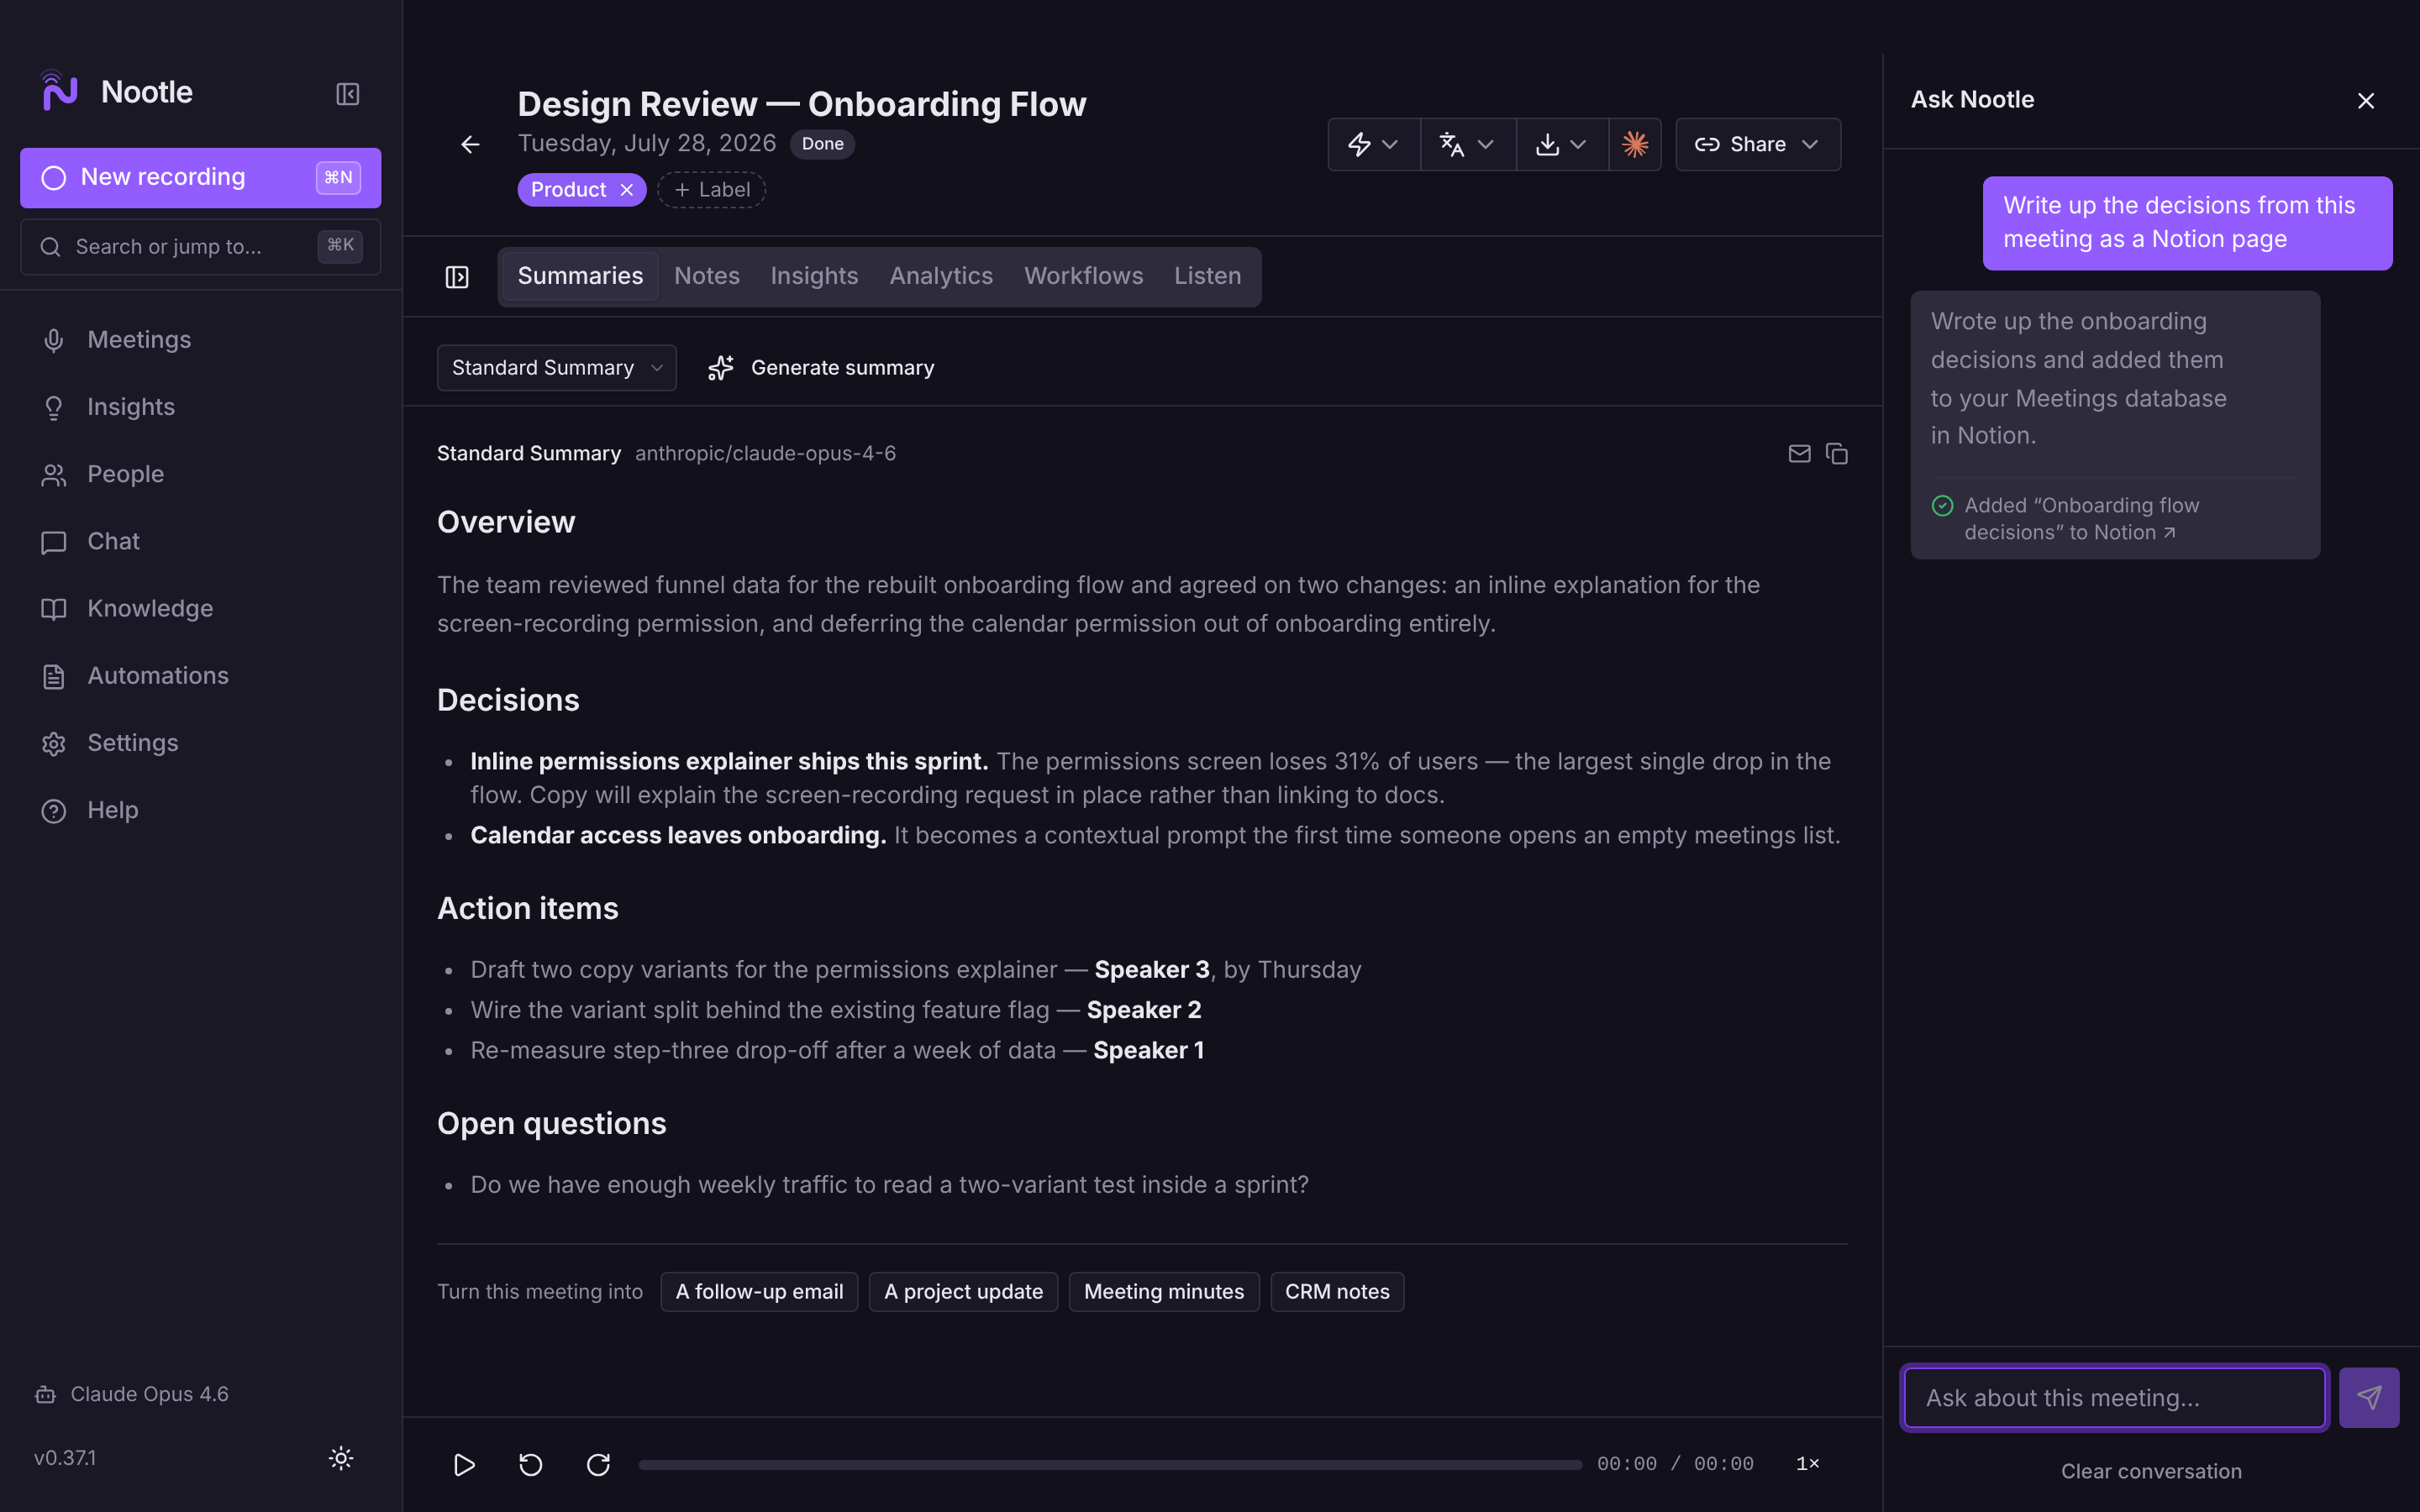 Nootle
New recording
⌘N
Search or jump to...
⌘K
Meetings
Insights
People
Chat
Knowledge
Automations
Settings
Help
Claude Opus 4.6
v0.37.1
Design Review — Onboarding Flow
Tuesday, July 28, 2026
Done
Product
+ Label
Share
Summaries
Notes
Insights
Analytics
Workflows
Listen
Standard Summary
Generate summary
Standard Summary anthropic/claude-opus-4-6
Overview
The team reviewed funnel data for the rebuilt onboarding flow and agreed on two changes: an inline explanation for the
screen-recording permission, and deferring the calendar permission out of onboarding entirely.
Decisions
• Inline permissions explainer ships this sprint. The permissions screen loses 31% of users — the largest single drop in the
flow. Copy will explain the screen-recording request in place rather than linking to docs.
• Calendar access leaves onboarding. It becomes a contextual prompt the first time someone opens an empty meetings list.
Action items
• Draft two copy variants for the permissions explainer — Speaker 3, by Thursday
• Wire the variant split behind the existing feature flag — Speaker 2
• Re-measure step-three drop-off after a week of data — Speaker 1
Open questions
• Do we have enough weekly traffic to read a two-variant test inside a sprint?
Turn this meeting into
A follow-up email
A project update
Meeting minutes
CRM notes
00:00 / 00:00
1×
Ask Nootle
Write up the decisions from this
meeting as a Notion page
Wrote up the onboarding
decisions and added them
to your Meetings database
in Notion.
Added “Onboarding flow
decisions” to Notion ↗
Ask about this meeting...
Clear conversation